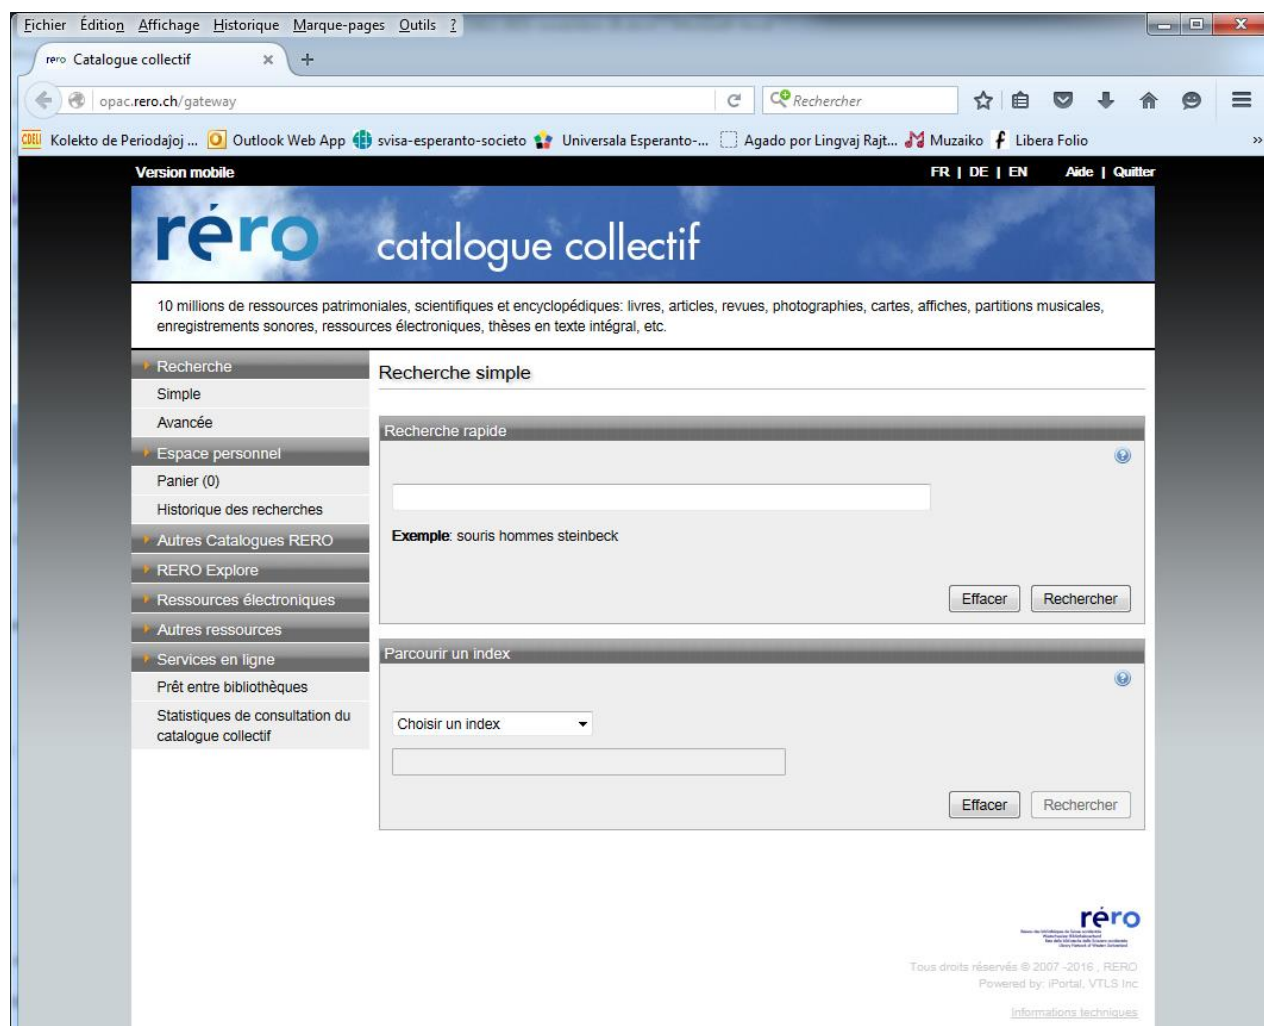 Fichier Édition Affichage Historique Marque-pages Outils ?
rero Catalogue collectif
opac.rero.ch/gateway
Rechercher
CDELI Kolekto de Periodaĵoj ... Outlook Web App svisa-esperanto-societo Universala Esperanto-... Agado por Lingvaj Rajt... Muzaiko Libera Folio »
Version mobile
FR | DE | EN Aide | Quitter
réro catalogue collectif
10 millions de ressources patrimoniales, scientifiques et encyclopédiques: livres, articles, revues, photographies, cartes, affiches, partitions musicales,
enregistrements sonores, ressources électroniques, thèses en texte intégral, etc.
Recherche
Simple
Avancée
Espace personnel
Panier (0)
Historique des recherches
Autres Catalogues RERO
RERO Explore
Ressources électroniques
Autres ressources
Services en ligne
Prêt entre bibliothèques
Statistiques de consultation du
catalogue collectif
Recherche simple
Recherche rapide
Exemple: souris hommes steinbeck
Effacer Rechercher
Parcourir un index
Choisir un index
Effacer Rechercher
réro
Tous droits réservés © 2007 -2016 , RERO
Powered by: iPortal, VTLS Inc
Informations techniques